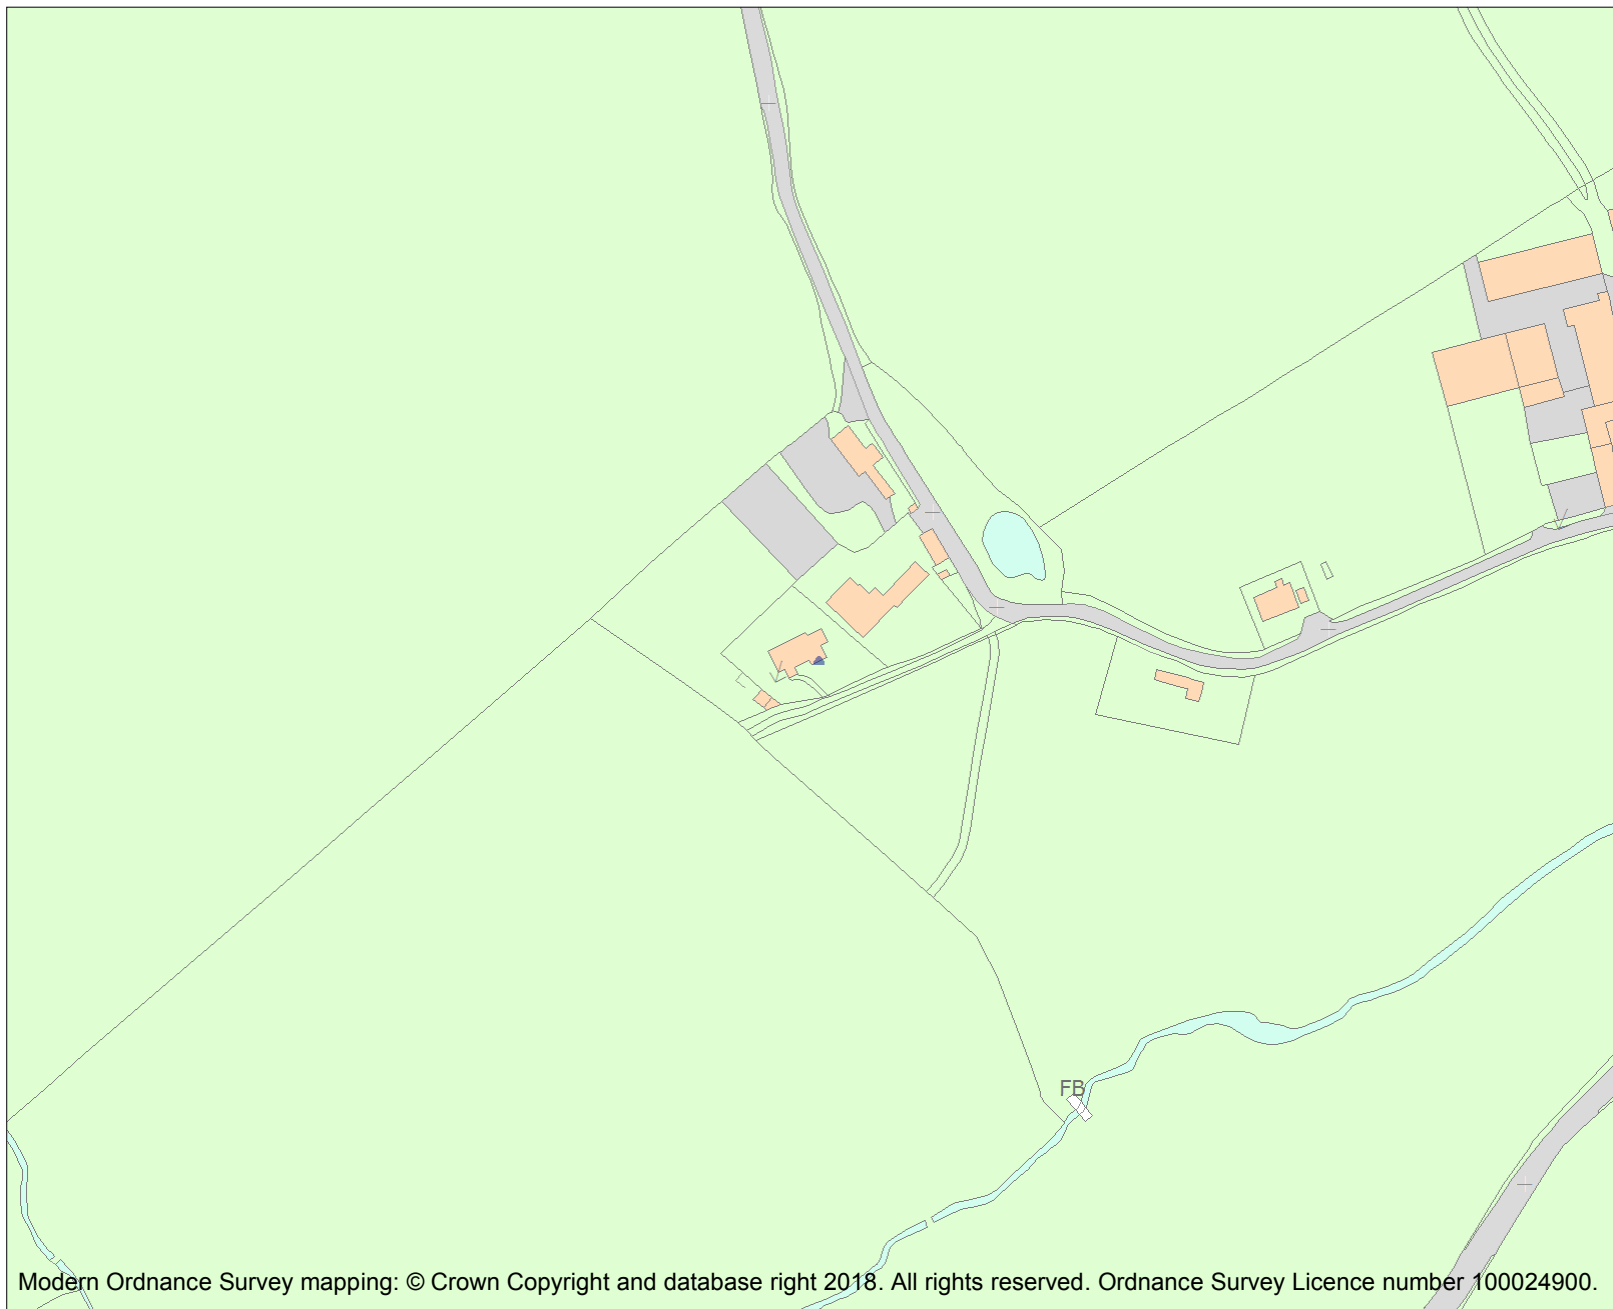 FB
Modern Ordnance Survey mapping: © Crown Copyright and database right 2018. All rights reserved. Ordnance Survey Licence number 100024900.